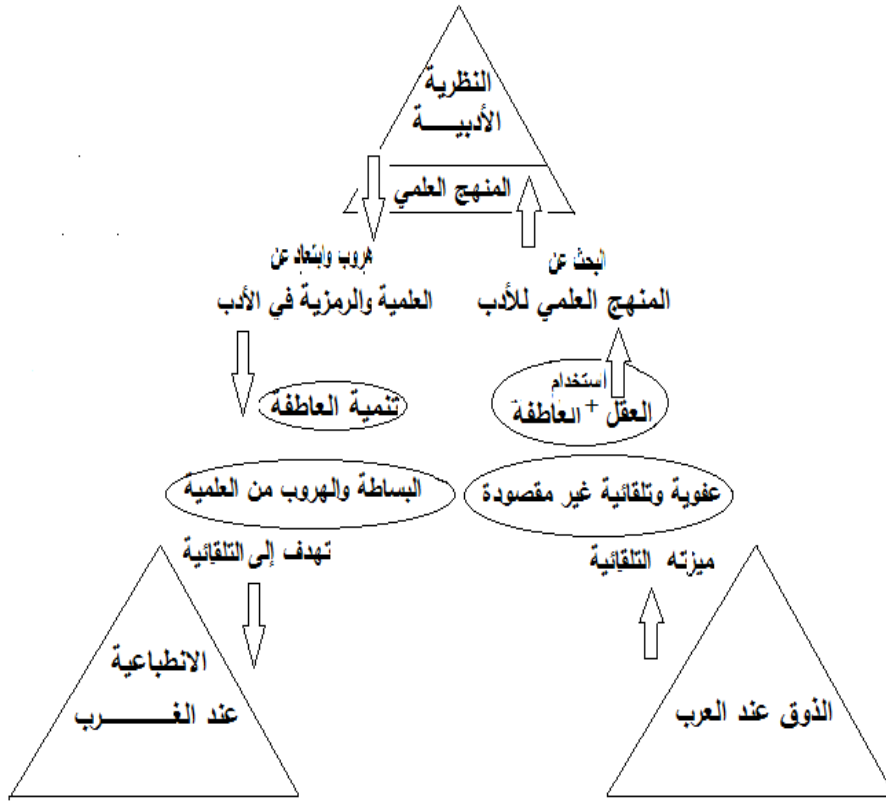 النظرية
الأدبيـــــة
المنهج العلمي
البحث عن
المنهج العلمي للأدب
هروب وابتعاد عن
العلمية والرمزية في الأدب
استخدام
العقل + العاطفة
تنمية العاطفة
عفوية وتلقائية غير مقصودة
البساطة والهروب من العلمية
ميزته التلقائية
تهدف إلى التلقائية
الذوق عند العرب
الانطباعية
عند الغـــــــرب